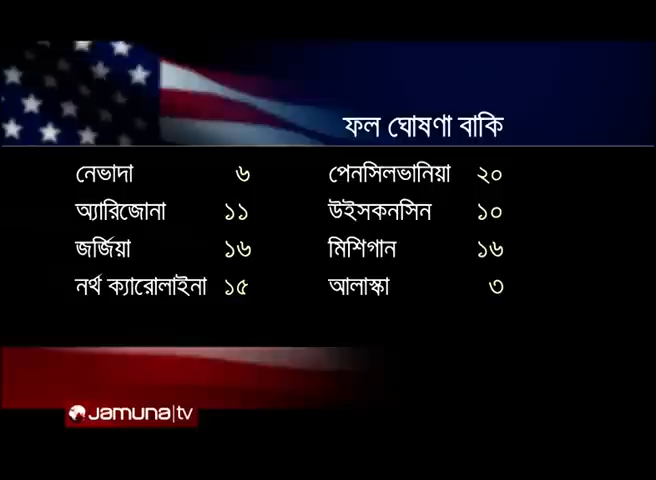 ফল ঘোষণা বাকি
নেভাদা ৬
অ্যারিজোনা ১১
জর্জিয়া ১৬
নর্থ ক্যারোলাইনা ১৫
পেনসিলভানিয়া ২০
উইসকনসিন ১০
মিশিগান ১৬
আলাস্কা ৩
Jamuna|tv